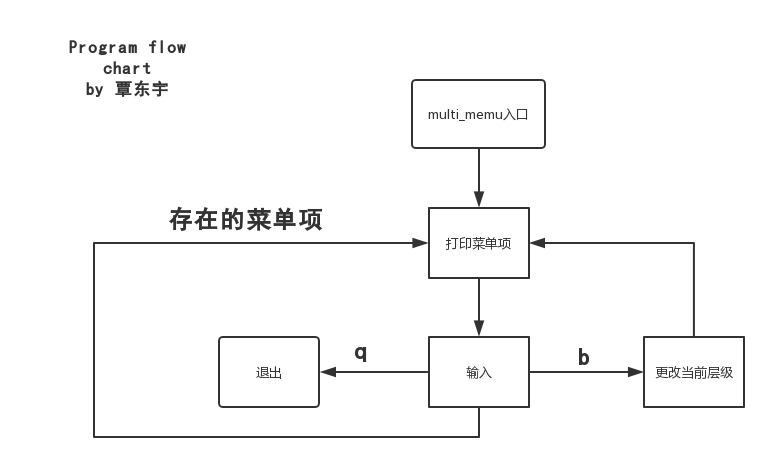 Program flow
chart
by 覃东宇
multi_memu入口
存在的菜单项
打印菜单项
q
b
退出
输入
更改当前层级